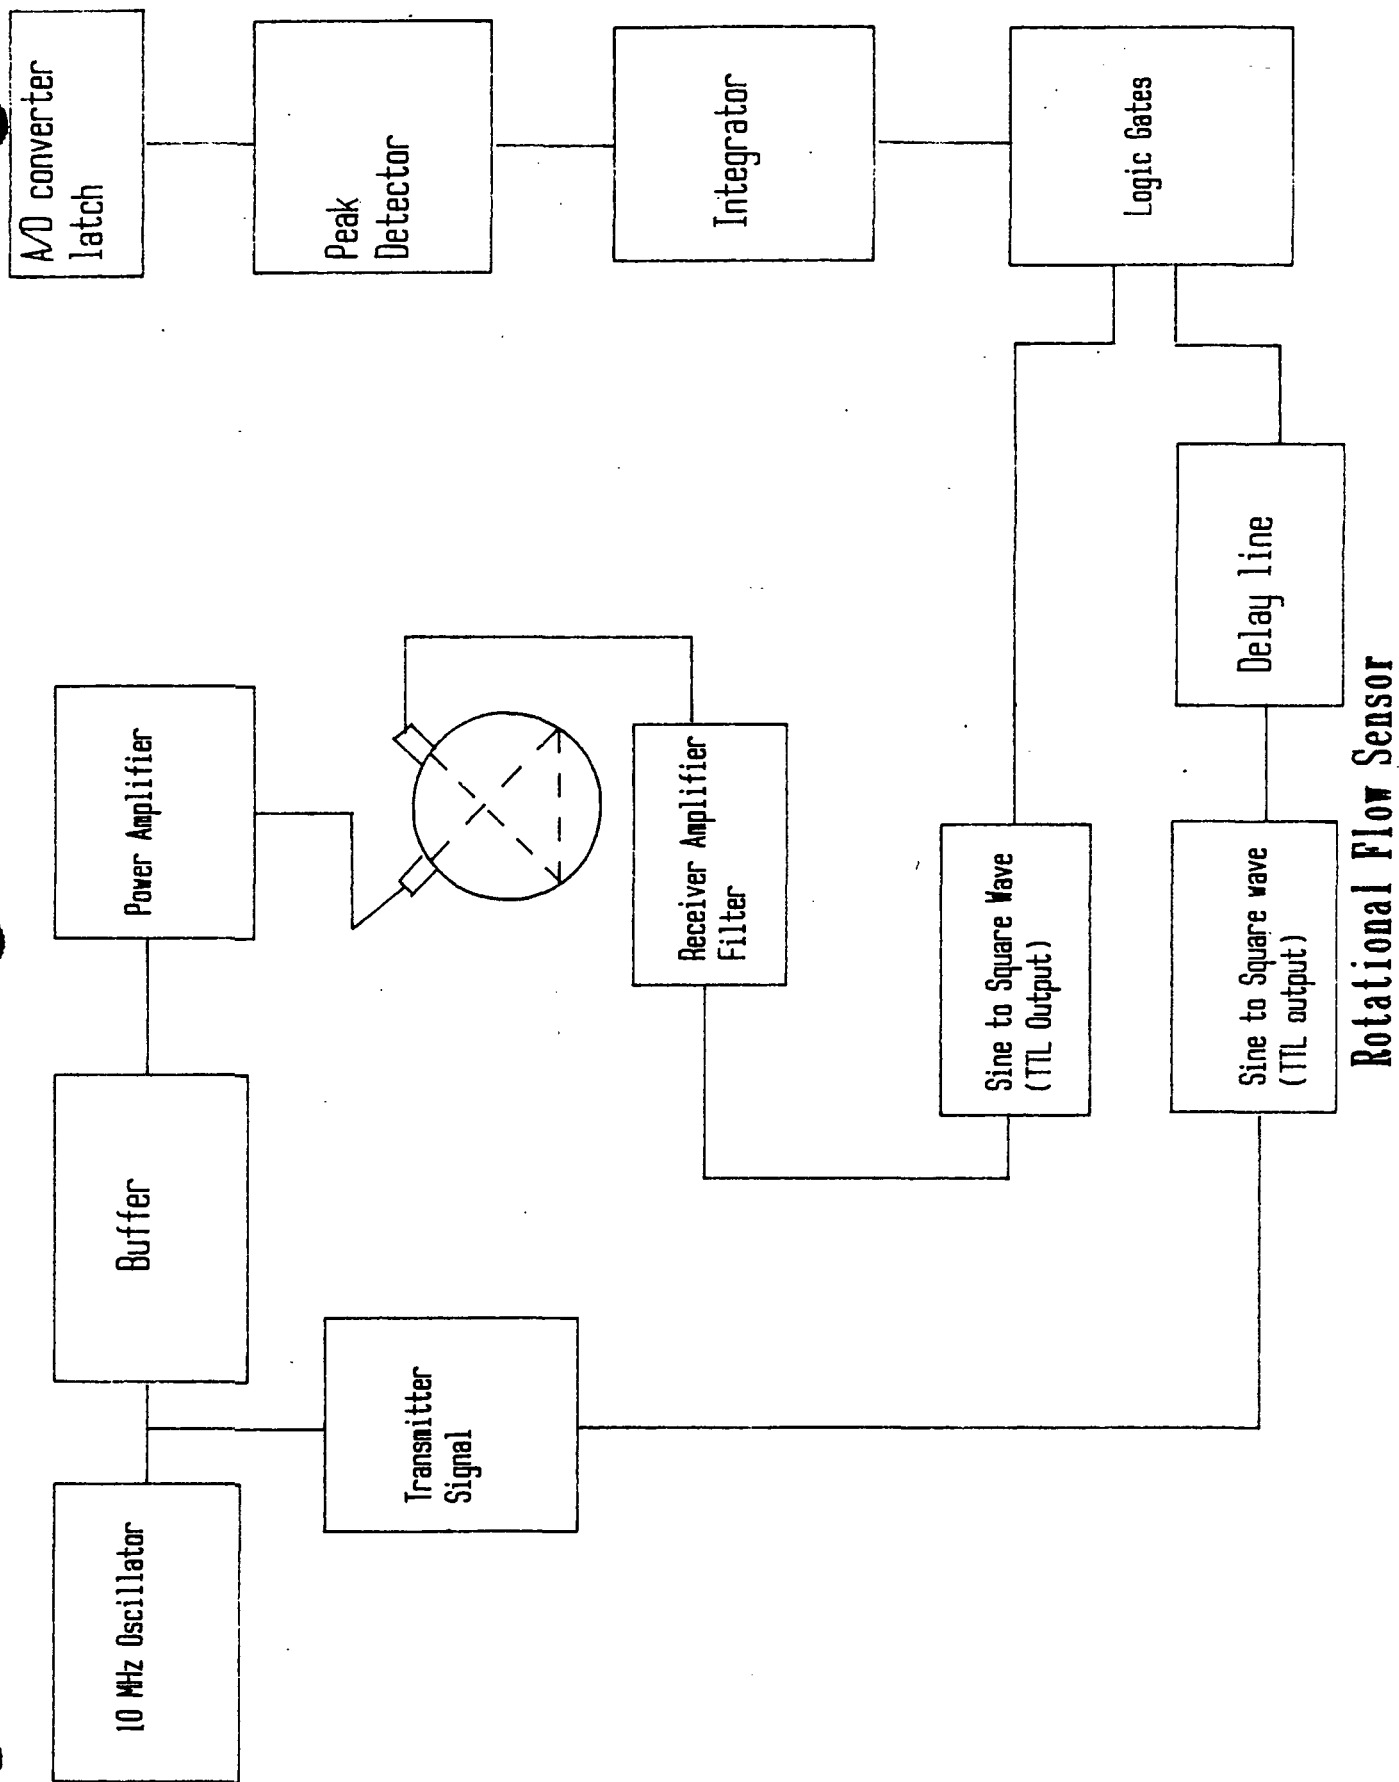 10 MHz Oscillator
Buffer
Power Amplifier
A/D converter
latch
Transmitter
Signal
Peak
Detector
Receiver Amplifier
Filter
Integrator
Sine to Square Wave
(TTL Output)
Logic Gates
Sine to Square wave
(TTL output)
Delay line
Rotational Flow Sensor